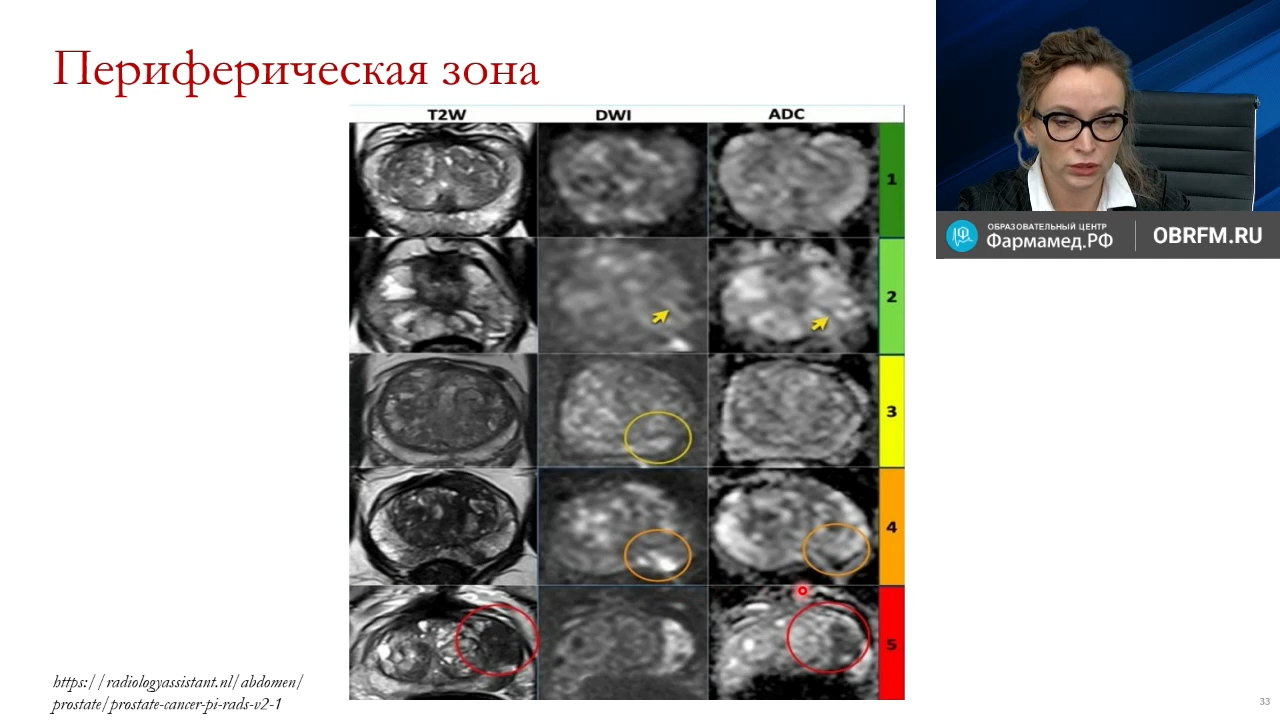 Периферическая зона
T2W DWI ADC
1
2
3
4
5
ОБРАЗОВАТЕЛЬНЫЙ ЦЕНТР
Фармамед.РФ
OBRFM.RU
https://radiologyassistant.nl/abdomen/
prostate/prostate-cancer-pi-rads-v2-1
33